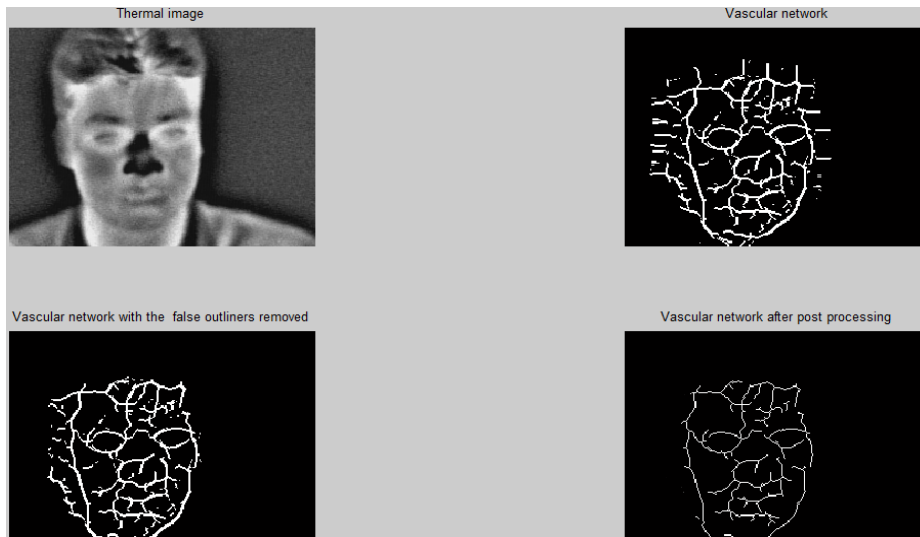 Thermal image
Vascular network
Vascular network with the  false outliners removed
Vascular network after post processing